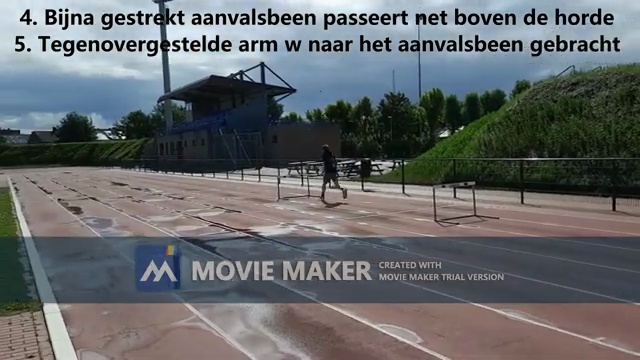 4. Bijna gestrekt aanvalsbeen passeert net boven de horde
5. Tegenovergestelde arm w naar het aanvalsbeen gebracht
MOVIE MAKER
CREATED WITH
MOVIE MAKER TRIAL VERSION